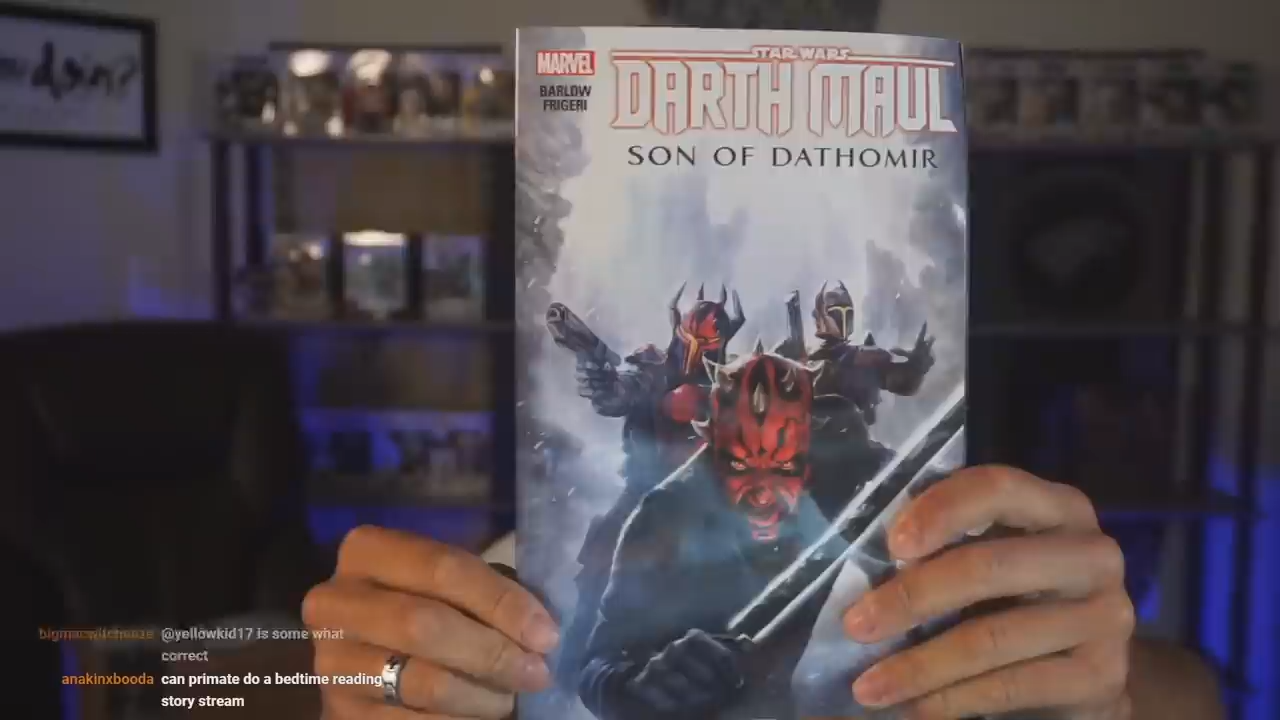 STAR WARS
MARVEL
DARTH MAUL
BARLOW
FRIGERI
SON OF DATHOMIR
@yellowkid17 is some what
correct
anakinxbooda can primate do a bedtime reading
story stream